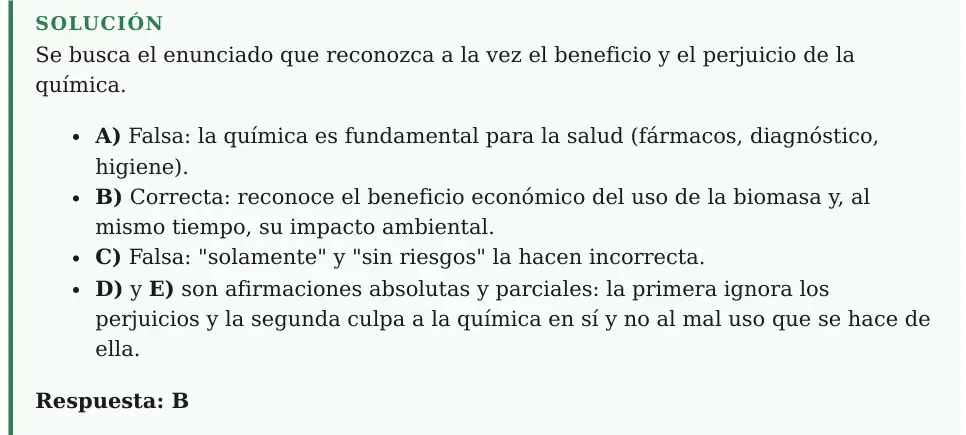 SOLUCIÓN
Se busca el enunciado que reconozca a la vez el beneficio y el perjuicio de la
química.
• A) Falsa: la química es fundamental para la salud (fármacos, diagnóstico,
higiene).
• B) Correcta: reconoce el beneficio económico del uso de la biomasa y, al
mismo tiempo, su impacto ambiental.
• C) Falsa: "solamente" y "sin riesgos" la hacen incorrecta.
• D) y E) son afirmaciones absolutas y parciales: la primera ignora los
perjuicios y la segunda culpa a la química en sí y no al mal uso que se hace de
ella.
Respuesta: B